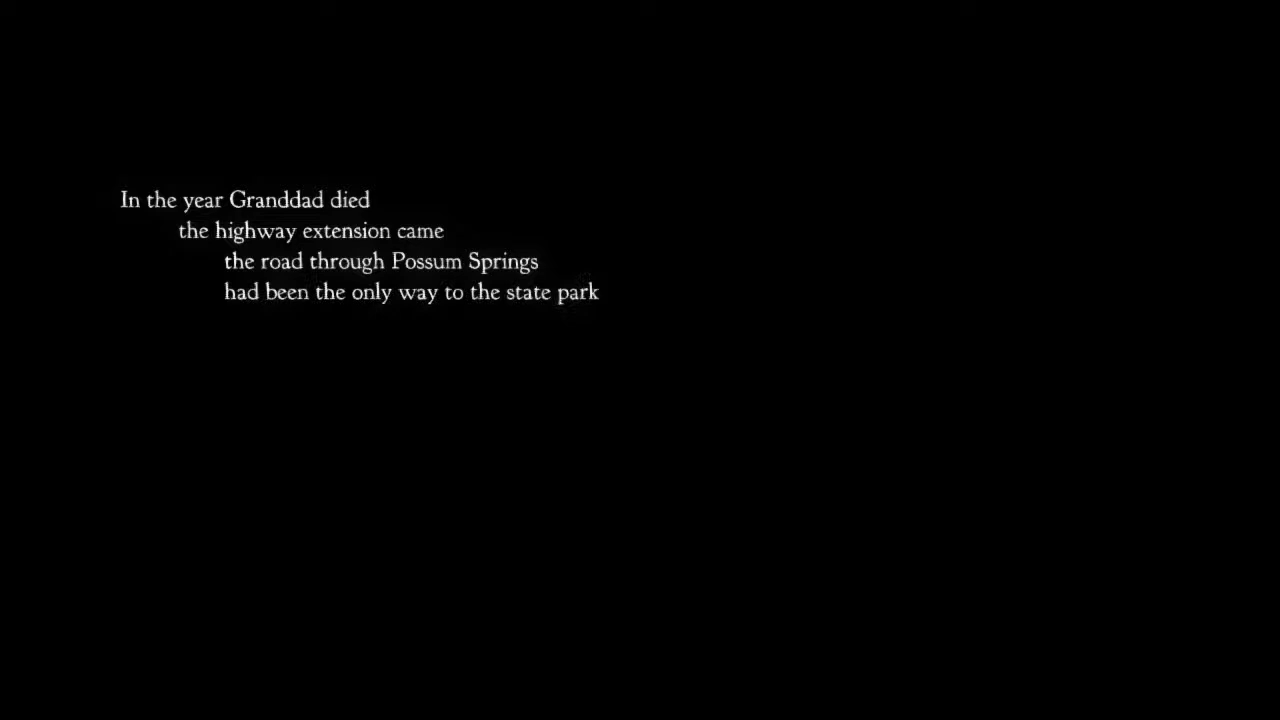 In the year Granddad died
the highway extension came
the road through Possum Springs
had been the only way to the state park